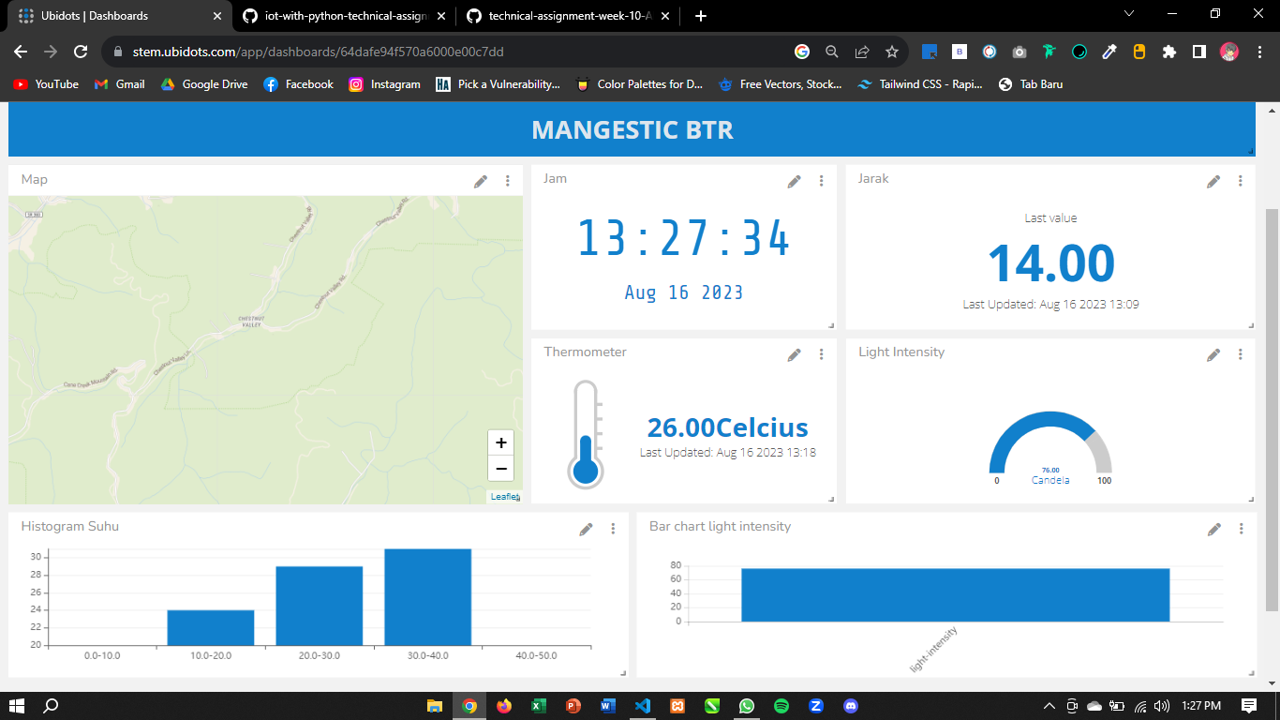 Ubidots | Dashboards
iot-with-python-technical-assign
technical-assignment-week-10-A
stem.ubidots.com/app/dashboards/64dafe94f570a6000e00c7dd
YouTube
Gmail
Google Drive
Facebook
Instagram
HA
Pick a Vulnerability...
Color Palettes for D...
Free Vectors, Stock...
Tailwind CSS - Rapi...
Tab Baru
MANGESTIC BTR
Map
CHESTNUT
VALLEY
Chestnut Valley Rd.
Leaflet
+
−
Jam
13:27:34
Aug 16 2023
Jarak
Last value
14.00
Last Updated: Aug 16 2023 13:09
Thermometer
26.00Celcius
Last Updated: Aug 16 2023 13:18
Light Intensity
76.00
Candela
0
100
Histogram Suhu
30
28
26
24
22
20
0.0-10.0
10.0-20.0
20.0-30.0
30.0-40.0
40.0-50.0
Bar chart light intensity
80
60
40
20
0
light-intensity
1:27 PM